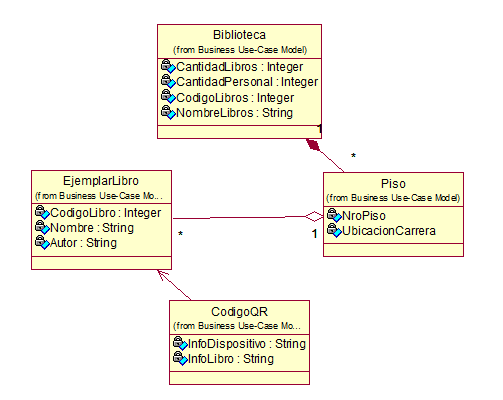 Biblioteca
(from Business Use-Case Model)
CantidadLibros : Integer
CantidadPersonal : Integer
CodigoLibros : Integer
NombreLibros : String
1
*
EjemplarLibro
(from Business Use-Case Mo...
CodigoLibro : Integer
Nombre : String
Autor : String
Piso
(from Business Use-Case Model)
NroPiso
UbicacionCarrera
*
1
CodigoQR
(from Business Use-Case Mo...
InfoDispositivo : String
InfoLibro : String